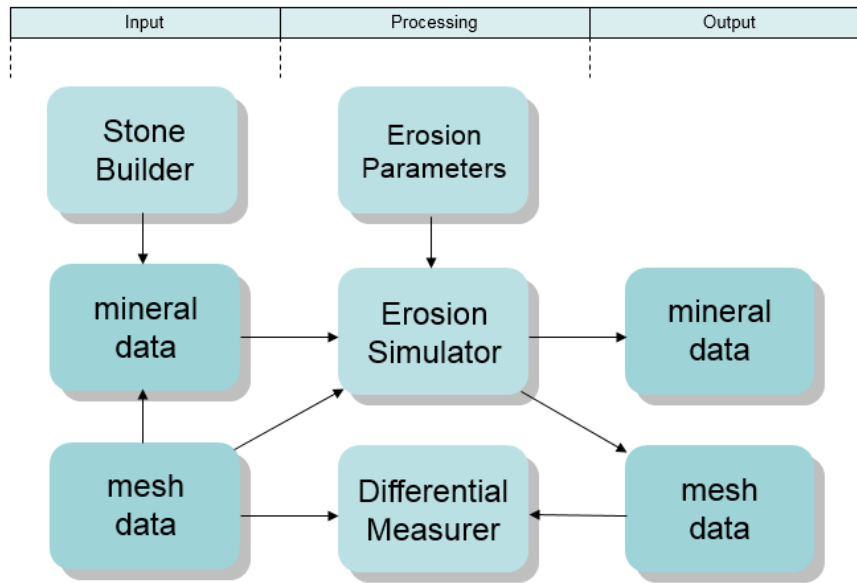 Input
Processing
Output
Stone
Builder
Erosion
Parameters
mineral
data
Erosion
Simulator
mineral
data
mesh
data
Differential
Measurer
mesh
data